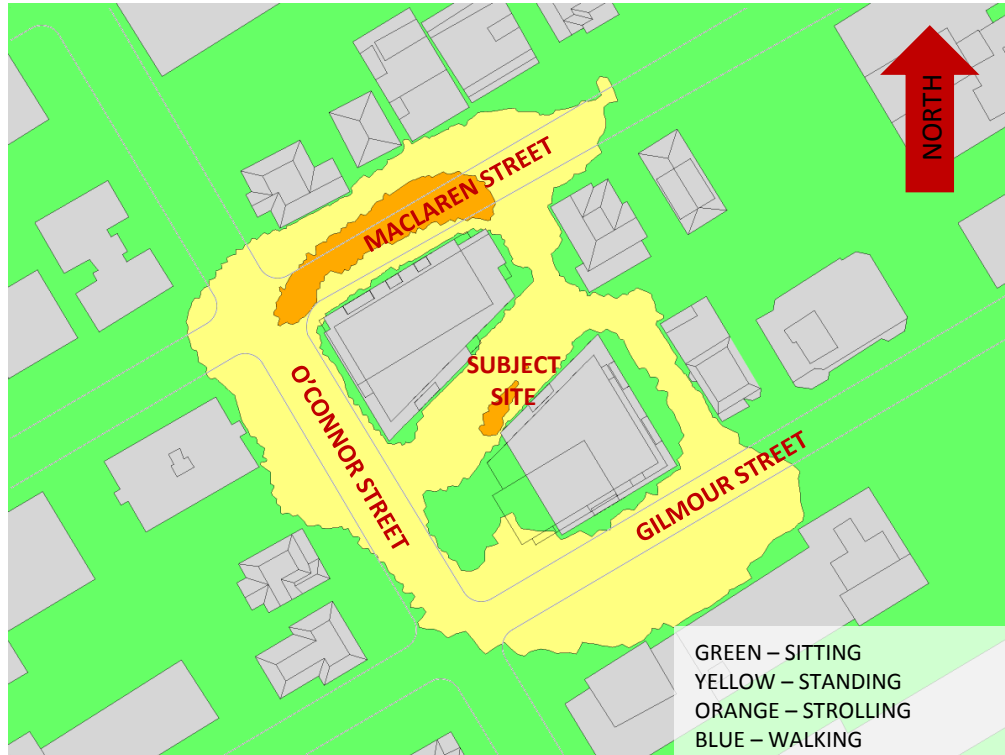 NORTH
MACLAREN STREET
SUBJECT
SITE
O'CONNOR STREET
GILMOUR STREET
GREEN – SITTING
YELLOW – STANDING
ORANGE – STROLLING
BLUE – WALKING